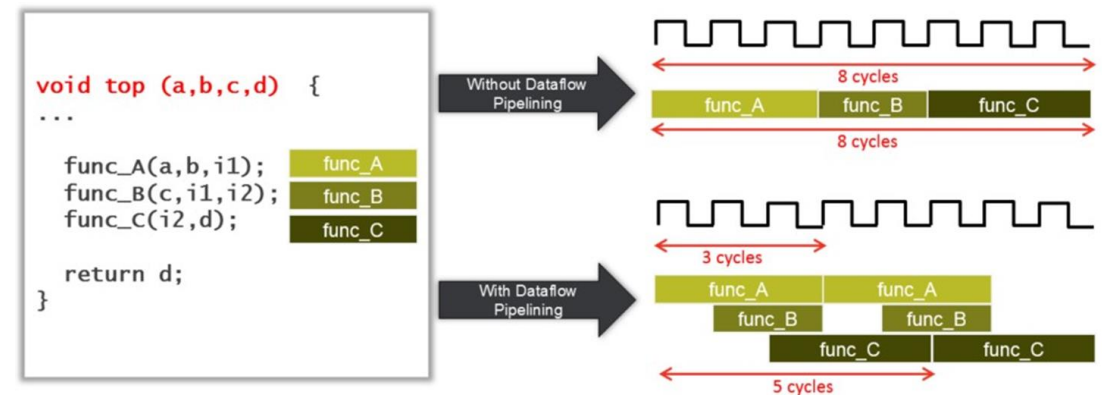 void top (a,b,c,d) {
...
func_A(a,b,i1);
func_B(c,i1,i2);
func_C(i2,d);
return d;
}
func_A
func_B
func_C
Without Dataflow
Pipelining
8 cycles
func_A func_B func_C
8 cycles
With Dataflow
Pipelining
3 cycles
func_A func_A
func_B func_B
func_C func_C
5 cycles